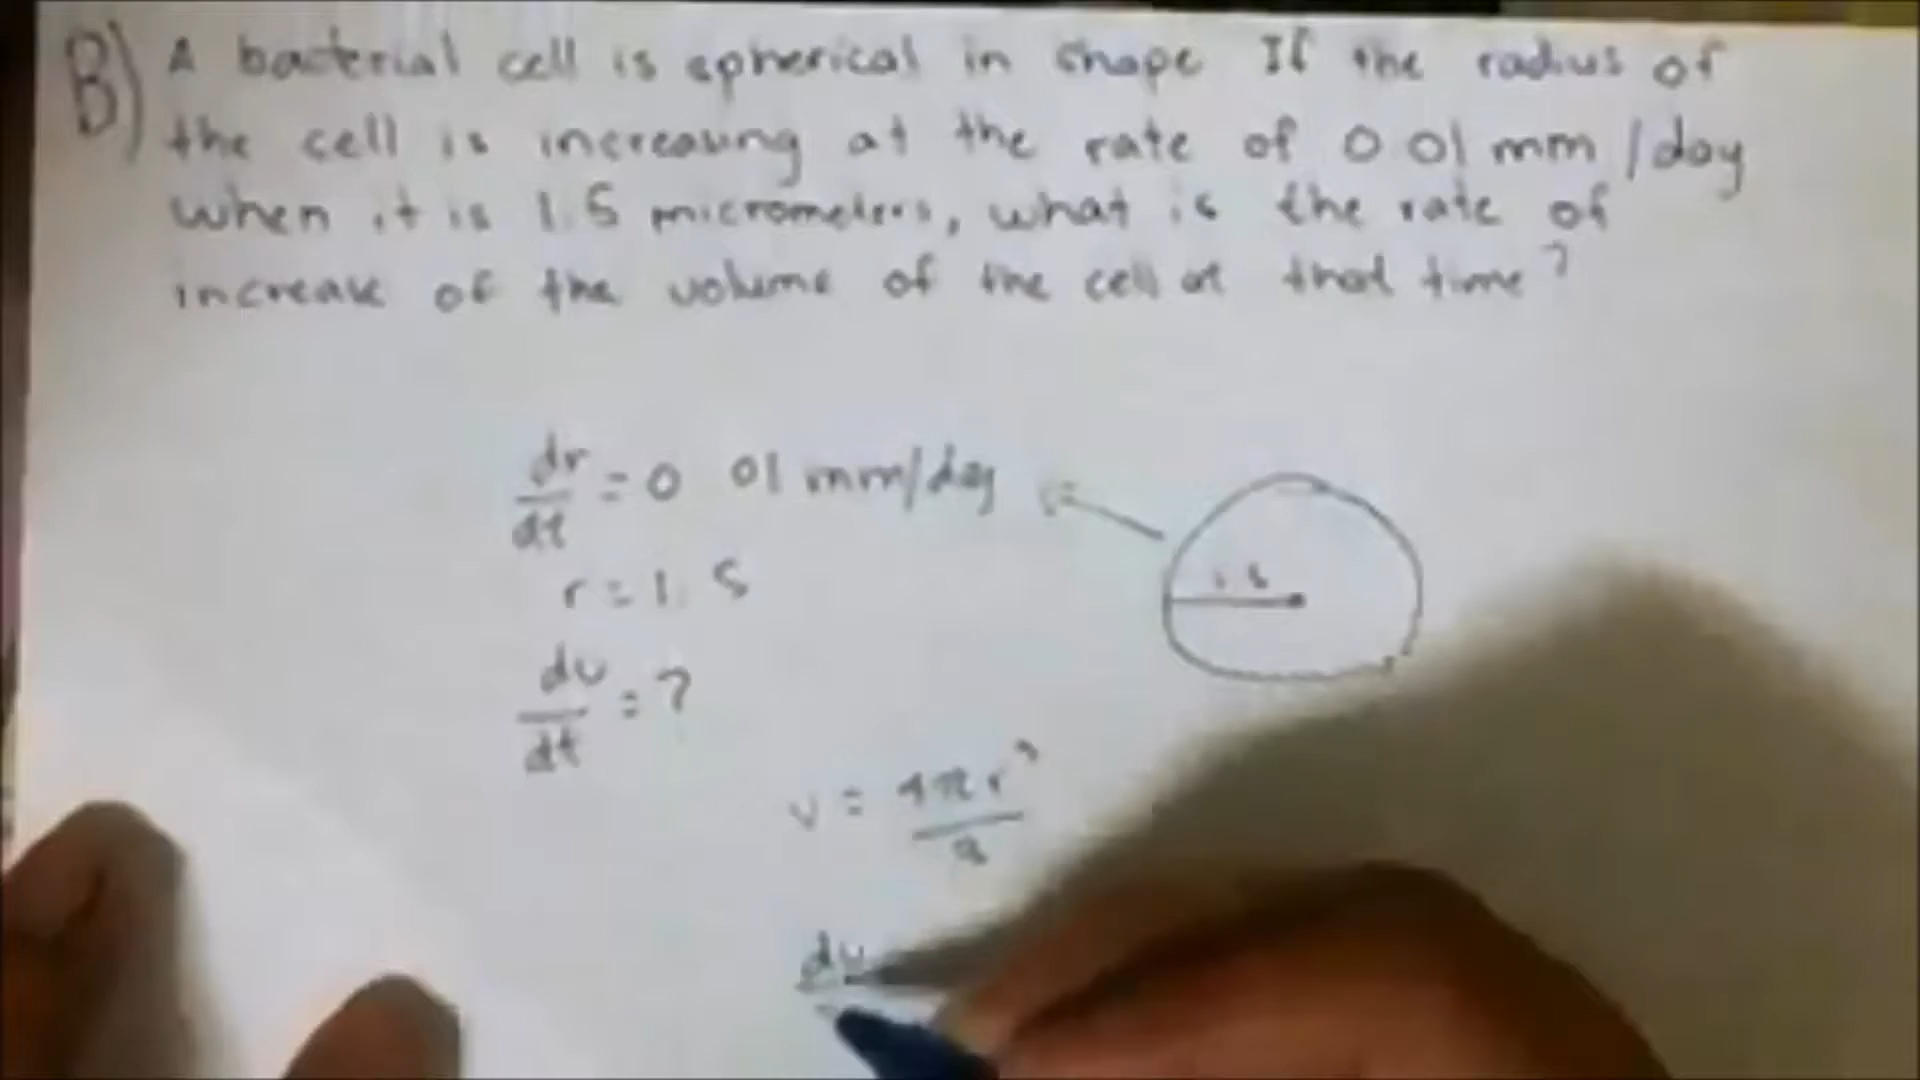 B) A bacterial cell is spherical in shape If the radius of
the cell is increasing at the rate of 0.01 mm/day
when it is 1.5 micrometers, what is the rate of
increase of the volume of the cell at that time?
dr/dt = 0.01 mm/day
1.5
r = 1.5
dv/dt = ?
v = 4πr³/3
dv